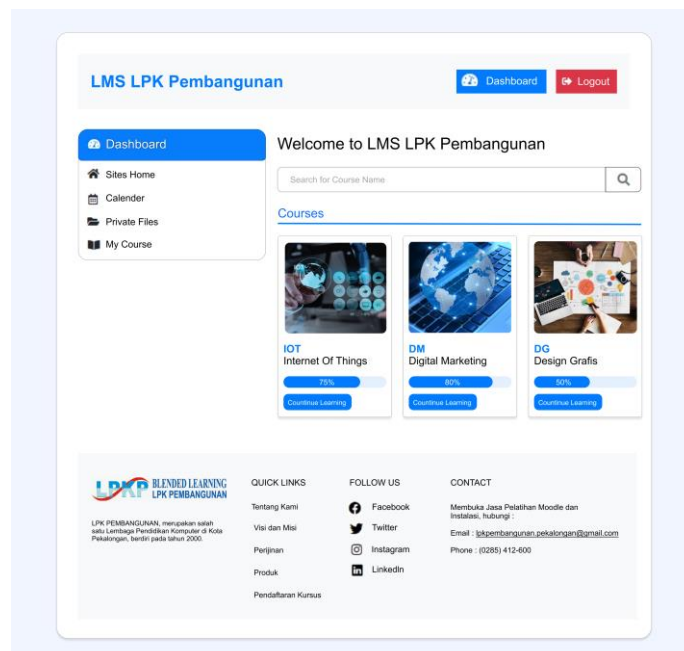 LMS LPK Pembangunan
Dashboard
Logout
Dashboard
Sites Home
Calender
Private Files
My Course
Welcome to LMS LPK Pembangunan
Search for Course Name
Courses
IOT
Internet Of Things
75%
Countinue Learning
DM
Digital Marketing
80%
Countinue Learning
DG
Design Grafis
50%
Countinue Learning
LPKP BLENDED LEARNING
LPK PEMBANGUNAN
LPK PEMBANGUNAN, merupakan salah
satu Lembaga Pendidikan Komputer di Kota
Pekalongan, berdiri pada tahun 2000.
QUICK LINKS
Tentang Kami
Visi dan Misi
Perijinan
Produk
Pendaftaran Kursus
FOLLOW US
Facebook
Twitter
Instagram
LinkedIn
CONTACT
Membuka Jasa Pelatihan Moodle dan
Instalasi, hubungi :
Email : lpkpembangunan.pekalongan@gmail.com
Phone : (0285) 412-600